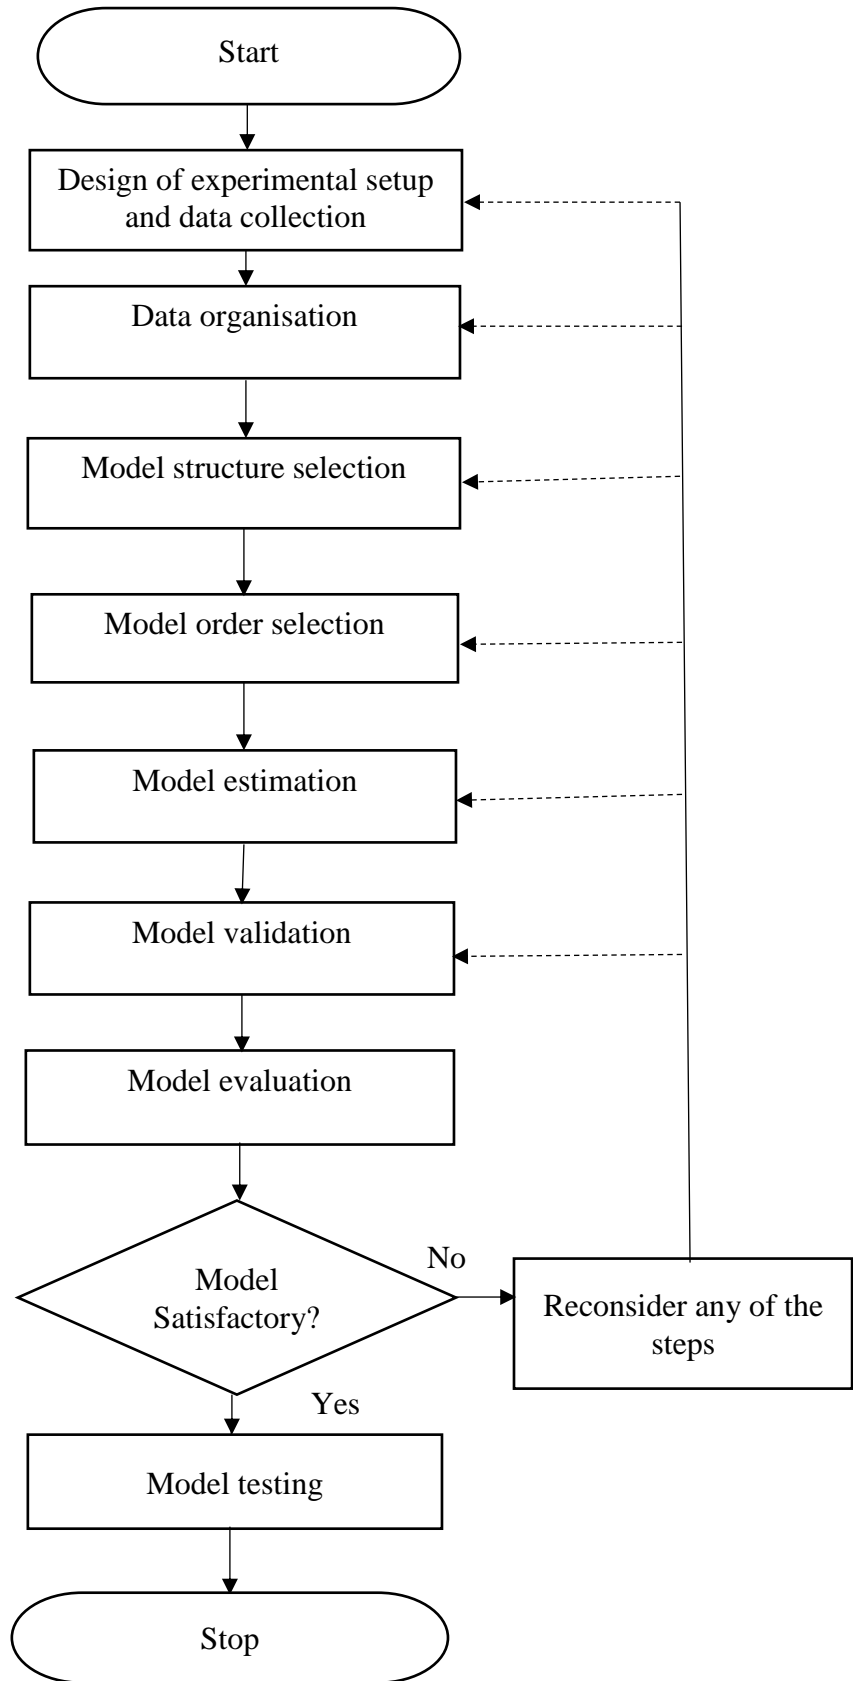 Start
Design of experimental setup
and data collection
Data organisation
Model structure selection
Model order selection
Model estimation
Model validation
Model evaluation
Model
Satisfactory?
No
Reconsider any of the
steps
Yes
Model testing
Stop